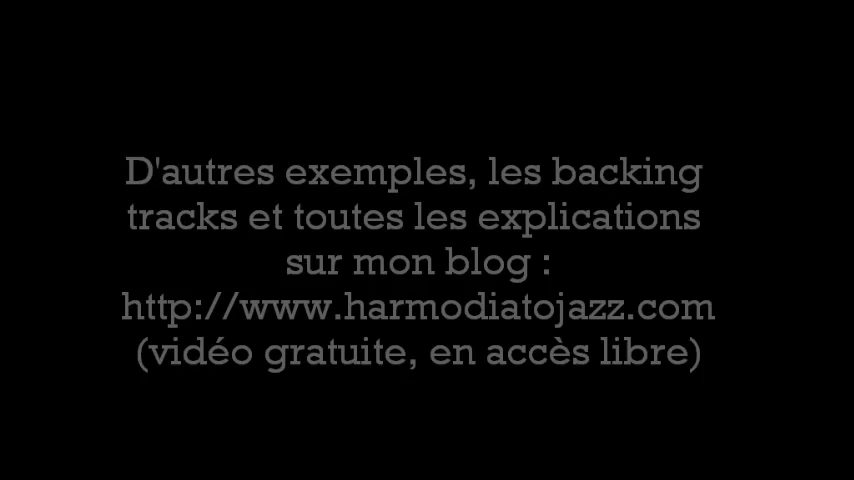 D'autres exemples, les backing
tracks et toutes les explications
sur mon blog :
http://www.harmodiatojazz.com
(vidéo gratuite, en accès libre)